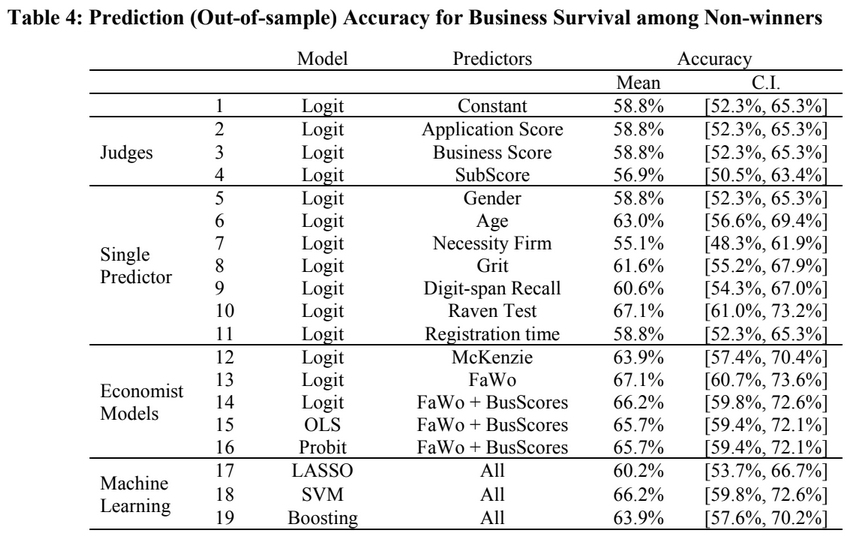 Table 4: Prediction (Out-of-sample) Accuracy for Business Survival among Non-winners
Model Predictors Accuracy
Mean C.I.
1 Logit Constant 58.8% [52.3%, 65.3%]
Judges
2 Logit Application Score 58.8% [52.3%, 65.3%]
3 Logit Business Score 58.8% [52.3%, 65.3%]
4 Logit SubScore 56.9% [50.5%, 63.4%]
Single
Predictor
5 Logit Gender 58.8% [52.3%, 65.3%]
6 Logit Age 63.0% [56.6%, 69.4%]
7 Logit Necessity Firm 55.1% [48.3%, 61.9%]
8 Logit Grit 61.6% [55.2%, 67.9%]
9 Logit Digit-span Recall 60.6% [54.3%, 67.0%]
10 Logit Raven Test 67.1% [61.0%, 73.2%]
11 Logit Registration time 58.8% [52.3%, 65.3%]
Economist
Models
12 Logit McKenzie 63.9% [57.4%, 70.4%]
13 Logit FaWo 67.1% [60.7%, 73.6%]
14 Logit FaWo + BusScores 66.2% [59.8%, 72.6%]
15 OLS FaWo + BusScores 65.7% [59.4%, 72.1%]
16 Probit FaWo + BusScores 65.7% [59.4%, 72.1%]
Machine
Learning
17 LASSO All 60.2% [53.7%, 66.7%]
18 SVM All 66.2% [59.8%, 72.6%]
19 Boosting All 63.9% [57.6%, 70.2%]